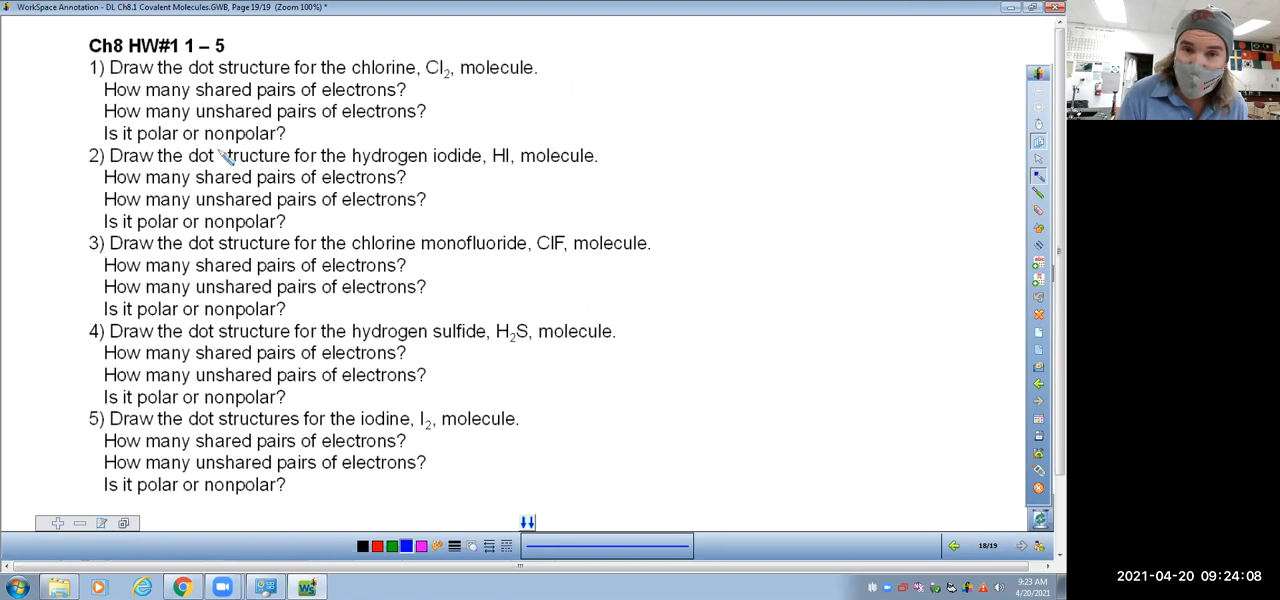 WorkSpace Annotation - DL Ch8.1 Covalent Molecules.GWB, Page 19/19 (Zoom 100%) *
Ch8 HW#1 1 – 5
1) Draw the dot structure for the chlorine, Cl₂, molecule.
How many shared pairs of electrons?
How many unshared pairs of electrons?
Is it polar or nonpolar?
2) Draw the dot structure for the hydrogen iodide, HI, molecule.
How many shared pairs of electrons?
How many unshared pairs of electrons?
Is it polar or nonpolar?
3) Draw the dot structure for the chlorine monofluoride, ClF, molecule.
How many shared pairs of electrons?
How many unshared pairs of electrons?
Is it polar or nonpolar?
4) Draw the dot structure for the hydrogen sulfide, H₂S, molecule.
How many shared pairs of electrons?
How many unshared pairs of electrons?
Is it polar or nonpolar?
5) Draw the dot structures for the iodine, I₂, molecule.
How many shared pairs of electrons?
How many unshared pairs of electrons?
Is it polar or nonpolar?
abc
18/19
9:23 AM
4/20/2021
2021-04-20 09:24:08